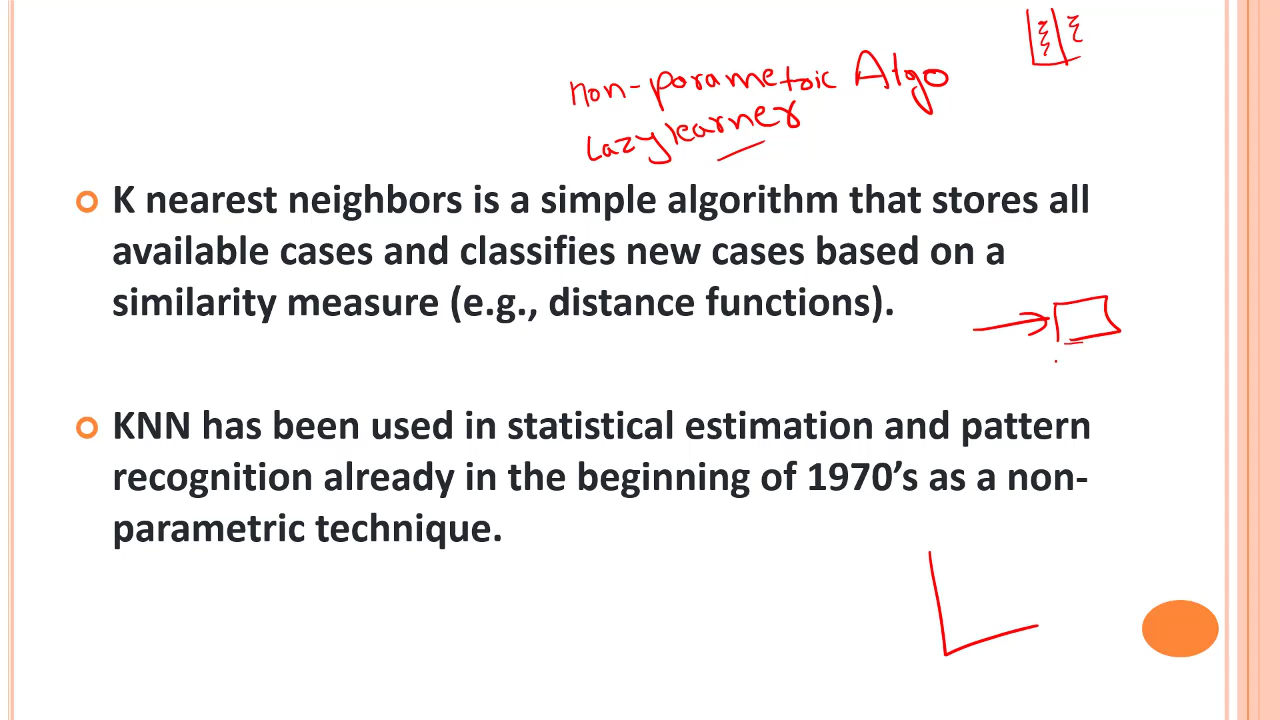 non-parametric Algo
Lazy learner
K nearest neighbors is a simple algorithm that stores all
available cases and classifies new cases based on a
similarity measure (e.g., distance functions).
KNN has been used in statistical estimation and pattern
recognition already in the beginning of 1970’s as a non-
parametric technique.